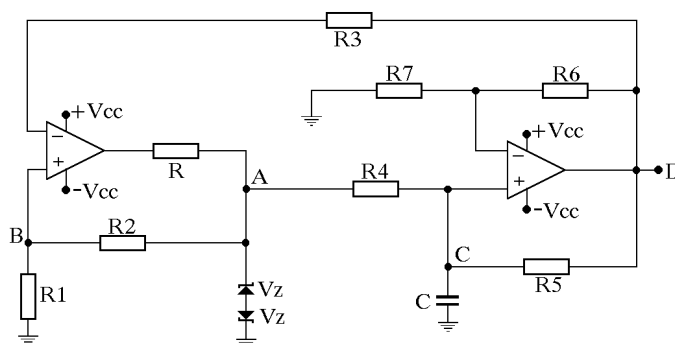 R3
R7
R6
+Vcc
−
+
-Vcc
R
A
R4
+Vcc
−
+
-Vcc
D
B
R2
C
R5
R1
Vz
Vz
C